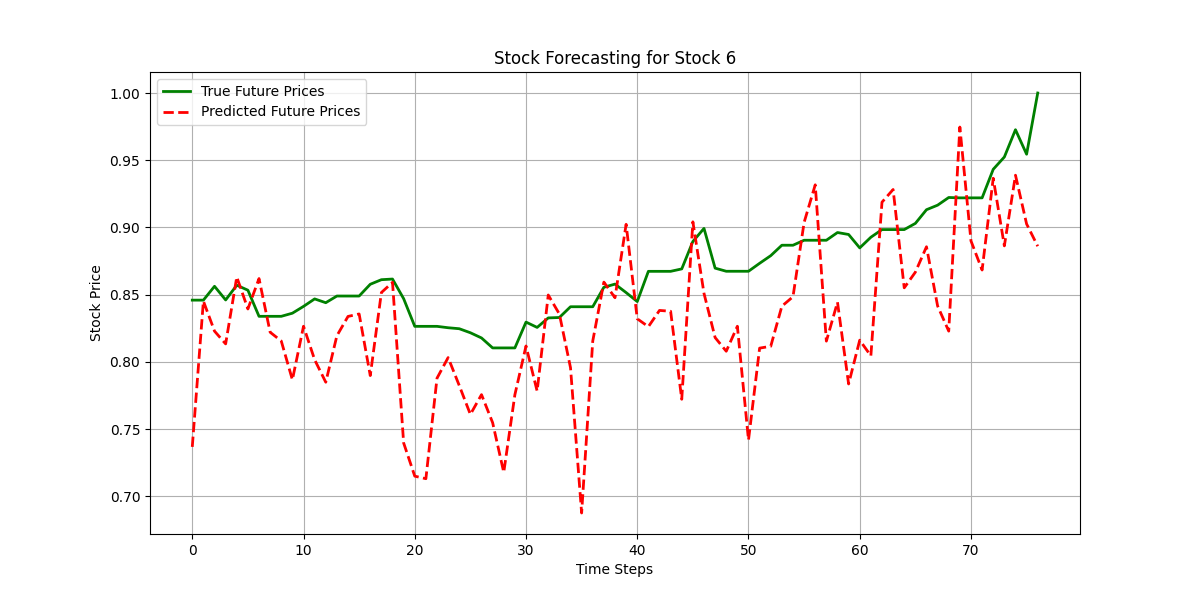 Stock Forecasting for Stock 6
True Future Prices
Predicted Future Prices
Stock Price
1.00
0.95
0.90
0.85
0.80
0.75
0.70
0 10 20 30 40 50 60 70
Time Steps